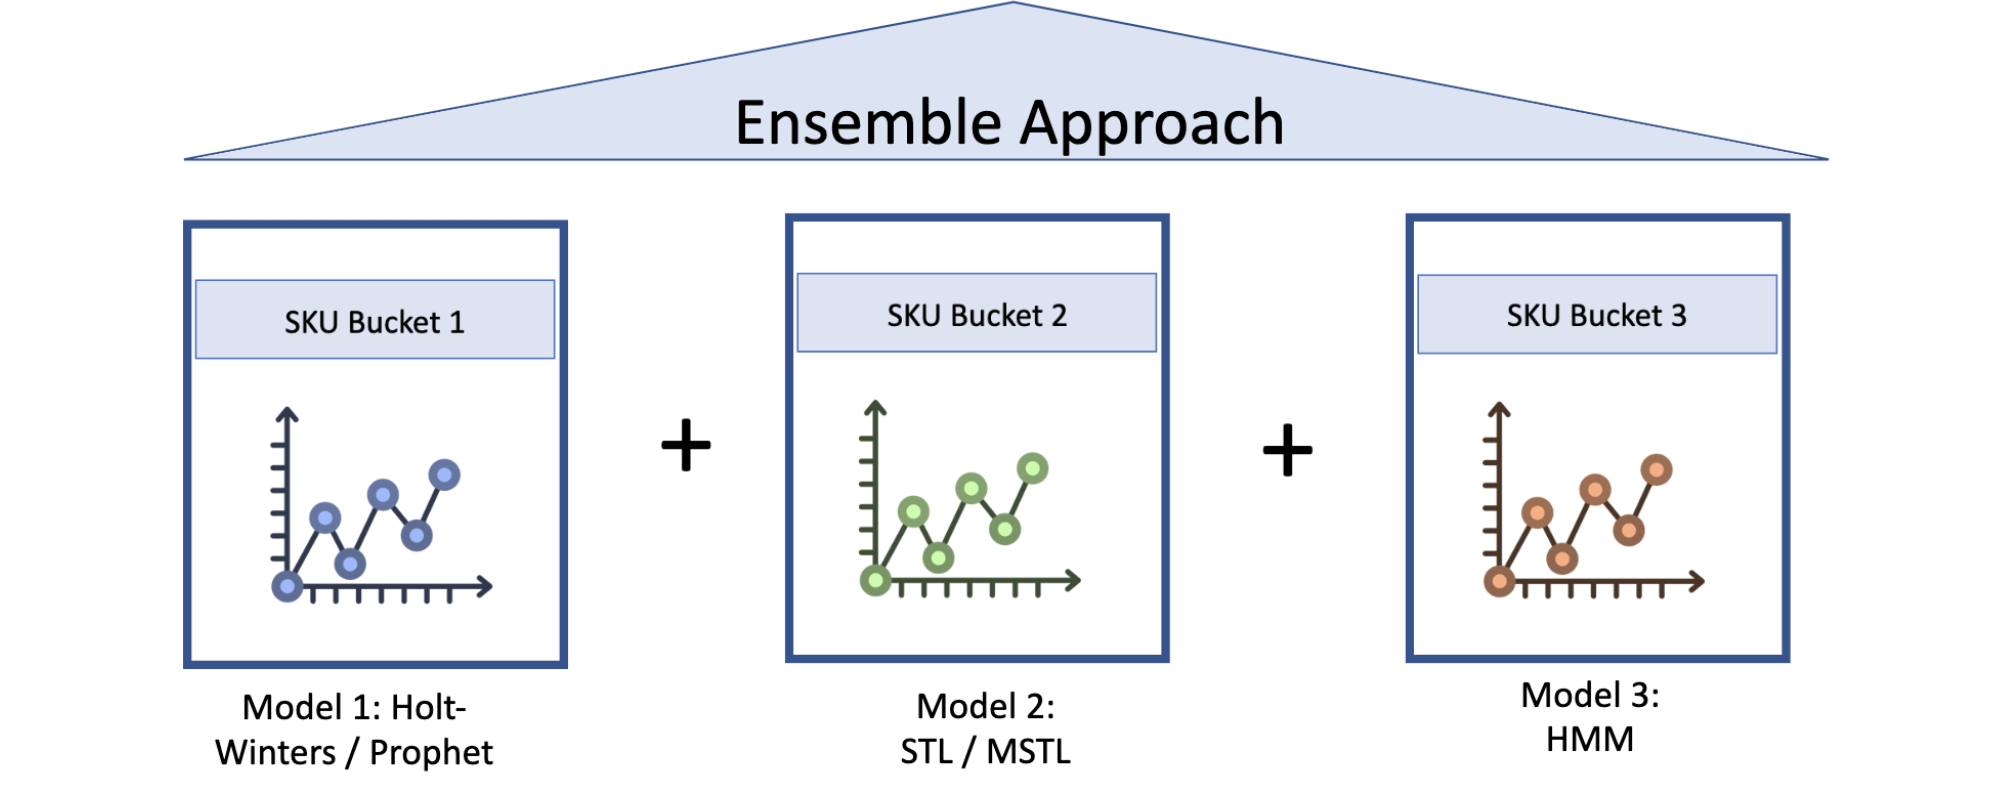 Ensemble Approach
SKU Bucket 1
SKU Bucket 2
SKU Bucket 3
+
+
Model 1: Holt-
Winters / Prophet
Model 2:
STL / MSTL
Model 3:
HMM